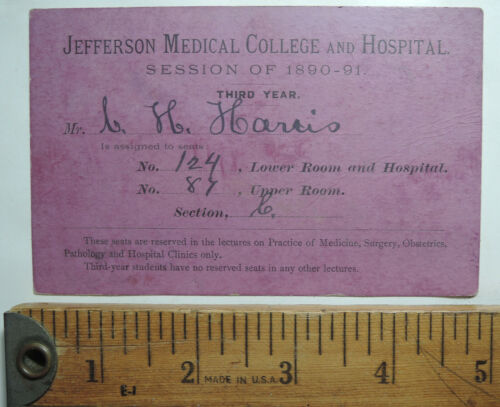 JEFFERSON MEDICAL COLLEGE AND HOSPITAL.
SESSION OF 1890-91.
THIRD YEAR.
Mr. C. H. Harris
Is assigned to seats
No. 124, Lower Room and Hospital.
No. 87, Upper Room.
Section, C.
These seats are reserved in the lectures on Practice of Medicine, Surgery, Obstetrics,
Pathology and Hospital Clinics only.
Third-year students have no reserved seats in any other lectures.
1 2 3 4 5
E-1 MADE IN U.S.A.